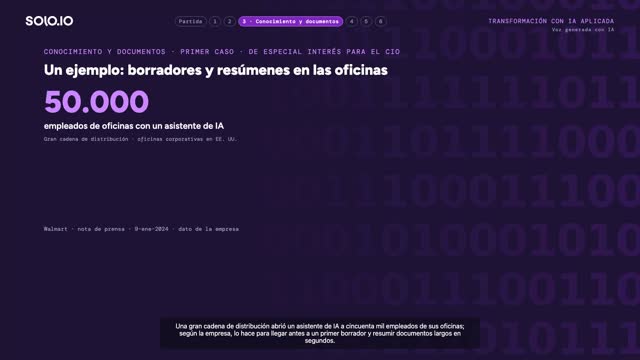 SOLO.IO
Partida 1 2 3 · Conocimiento y documentos 4 5 6
TRANSFORMACIÓN CON IA APLICADA
Voz generada con IA
CONOCIMIENTO Y DOCUMENTOS · PRIMER CASO · DE ESPECIAL INTERÉS PARA EL CIO
Un ejemplo: borradores y resúmenes en las oficinas
50.000
empleados de oficinas con un asistente de IA
Gran cadena de distribución · oficinas corporativas en EE. UU.
Walmart · nota de prensa · 9-ene-2024 · dato de la empresa
Una gran cadena de distribución abrió un asistente de IA a cincuenta mil empleados de sus oficinas;
según la empresa, lo hace para llegar antes a un primer borrador y resumir documentos largos en
segundos.